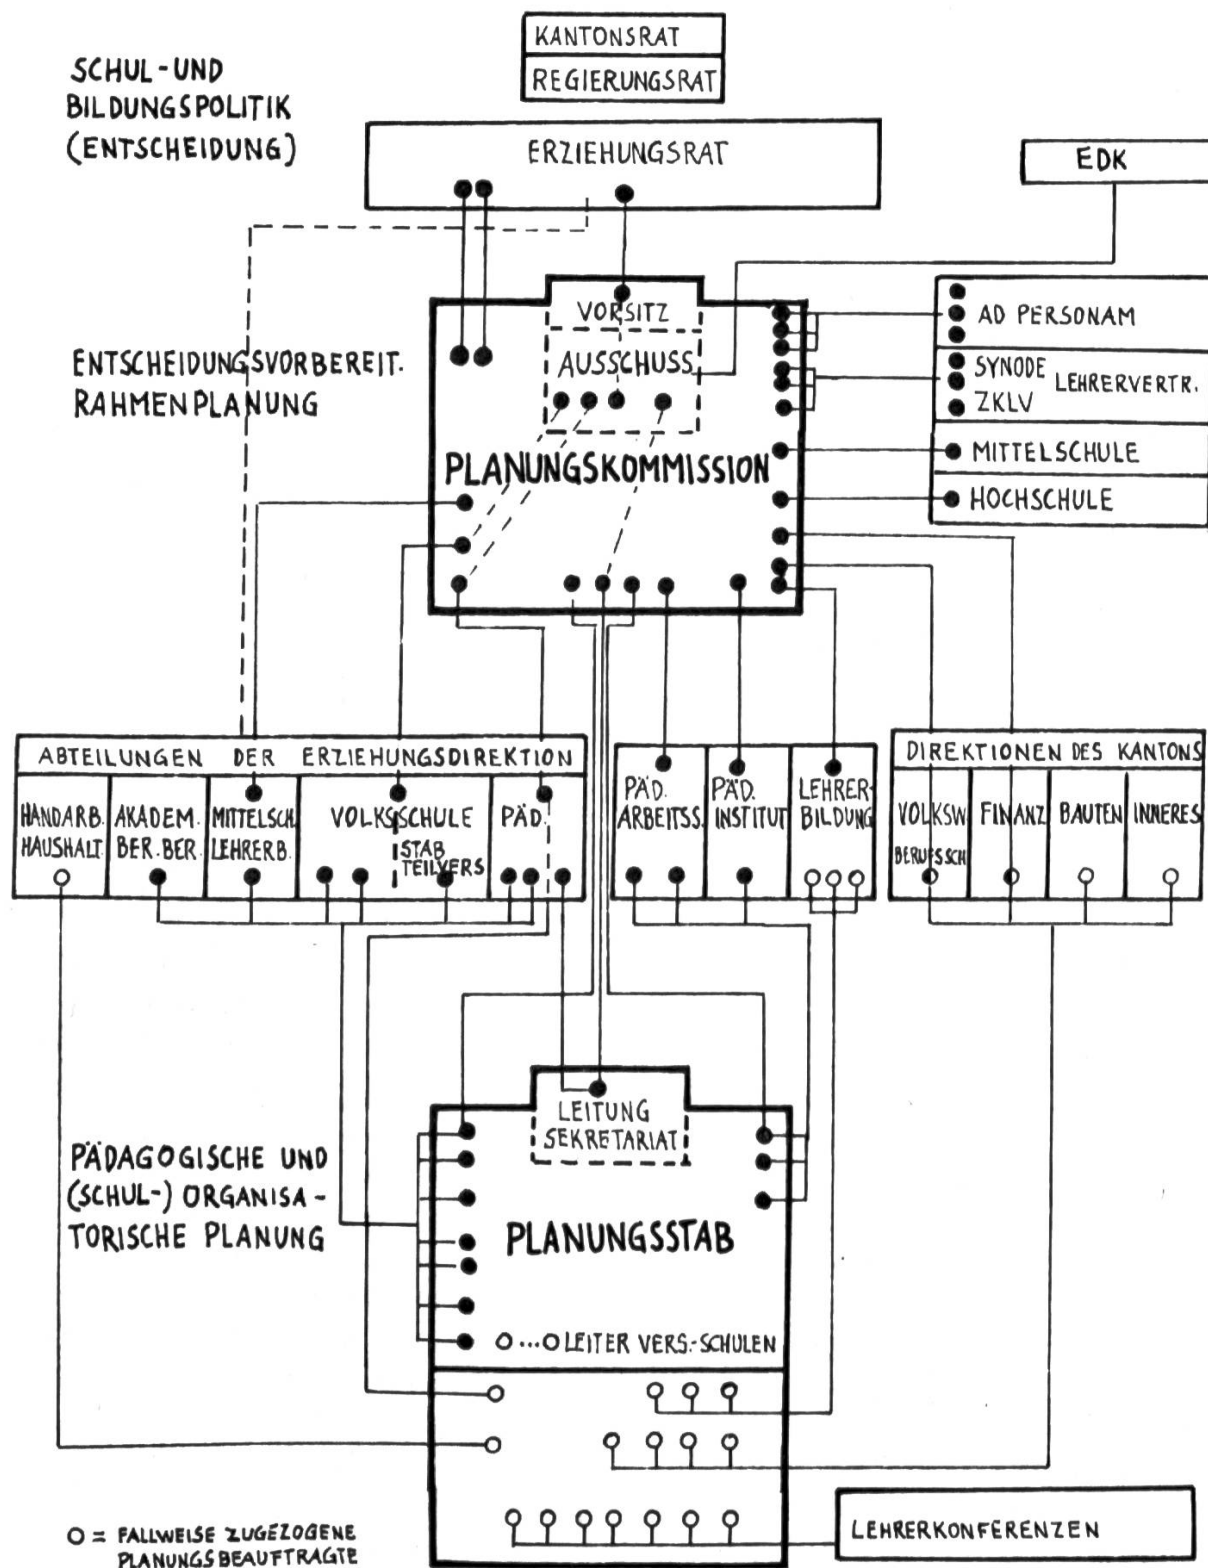 KANTONSRAT
REGIERUNGSRAT
SCHUL-UND
BILDUNGSPOLITIK
(ENTSCHEIDUNG)
ERZIEHUNGSRAT
EDK
VORSITZ
AUSSCHUSS
PLANUNGSKOMMISSION
ENTSCHEIDUNGSVORBEREIT.
RAHMENPLANUNG
AD PERSONAM
SYNODE
LEHRERVERTR.
ZKLV
MITTELSCHULE
HOCHSCHULE
ABTEILUNGEN DER ERZIEHUNGSDIREKTION
HANDARB.
HAUSHALT.
AKADEM.
BER. BER.
MITTELSCH.
LEHRERB.
VOLKSSCHULE
STAB
TEILVERS
PÄD.
PÄD.
ARBEITSS.
PÄD.
INSTITUT
LEHRER-
BILDUNG
DIREKTIONEN DES KANTONS
VOLKSW.
BERUFSSCH
FINANZ
BAUTEN
INNERES
LEITUNG
SEKRETARIAT
PLANUNGSSTAB
PÄDAGOGISCHE UND
(SCHUL-) ORGANISA-
TORISCHE PLANUNG
O...O LEITER VERS.-SCHULEN
LEHRERKONFERENZEN
O = FALLWEISE ZUGEZOGENE
PLANUNGSBEAUFTRAGTE